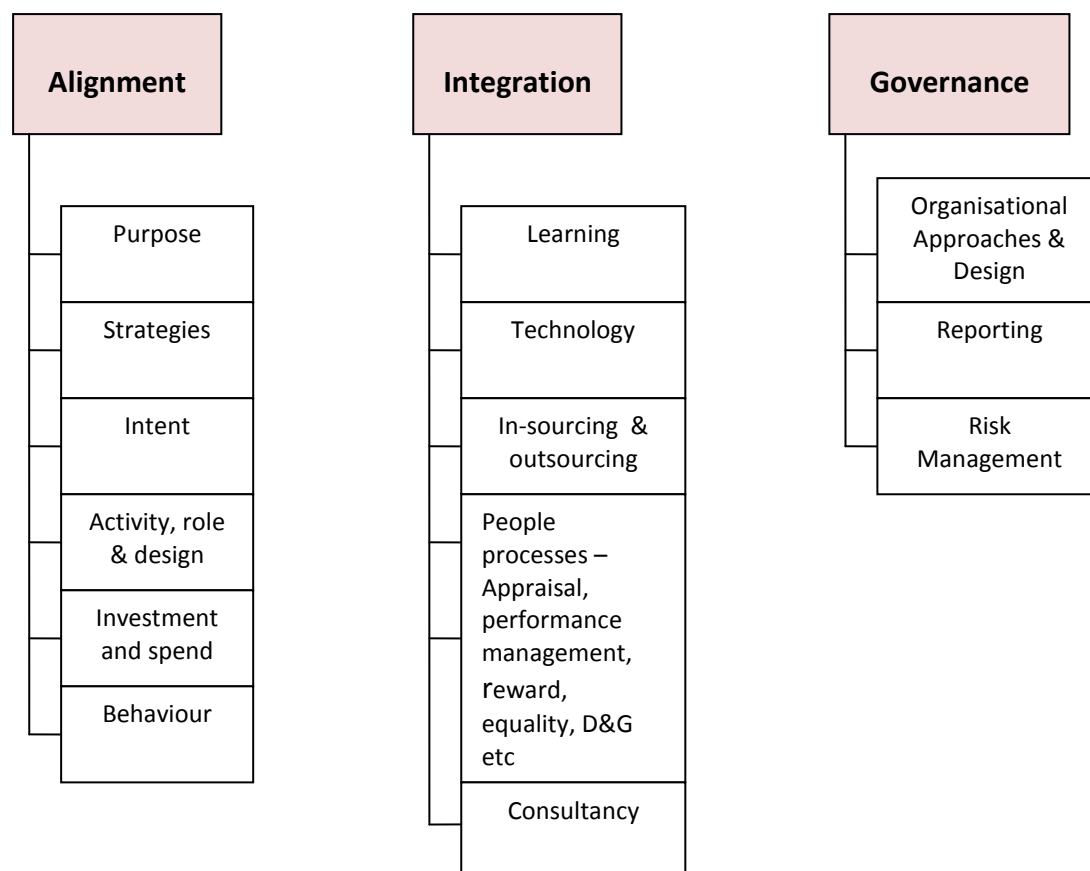 Alignment
Purpose
Strategies
Intent
Activity, role
& design
Investment
and spend
Behaviour
Integration
Learning
Technology
In-sourcing &
outsourcing
People
processes –
Appraisal,
performance
management,
reward,
equality, D&G
etc
Consultancy
Governance
Organisational
Approaches &
Design
Reporting
Risk
Management